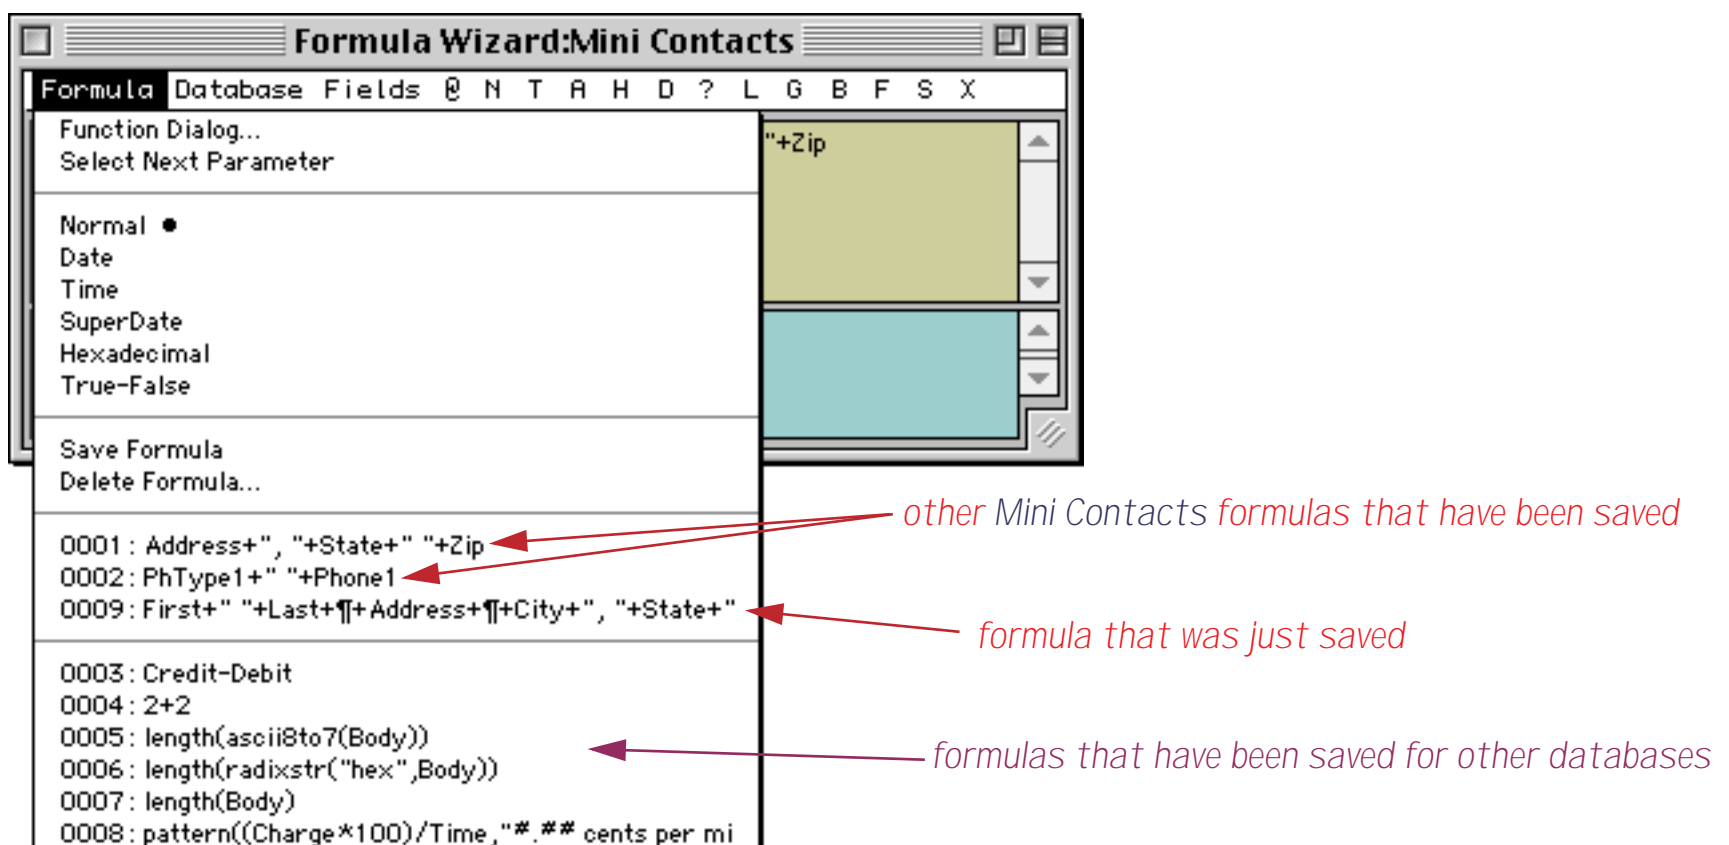 Formula Wizard:Mini Contacts
Formula Database Fields @ N T A H D ? L G B F S X
Function Dialog...
Select Next Parameter
"+Zip
Normal ●
Date
Time
SuperDate
Hexadecimal
True-False
Save Formula
Delete Formula...
other Mini Contacts formulas that have been saved
0001: Address+", "+State+" "+Zip
0002: PhType1+" "+Phone1
0009: First+" "+Last+¶+Address+¶+City+", "+State+"
formula that was just saved
0003: Credit-Debit
0004: 2+2
0005: length(ascii8to7(Body))
formulas that have been saved for other databases
0006: length(radixstr("hex",Body))
0007: length(Body)
0008: pattern((Charge*100)/Time,"#.## cents per mi